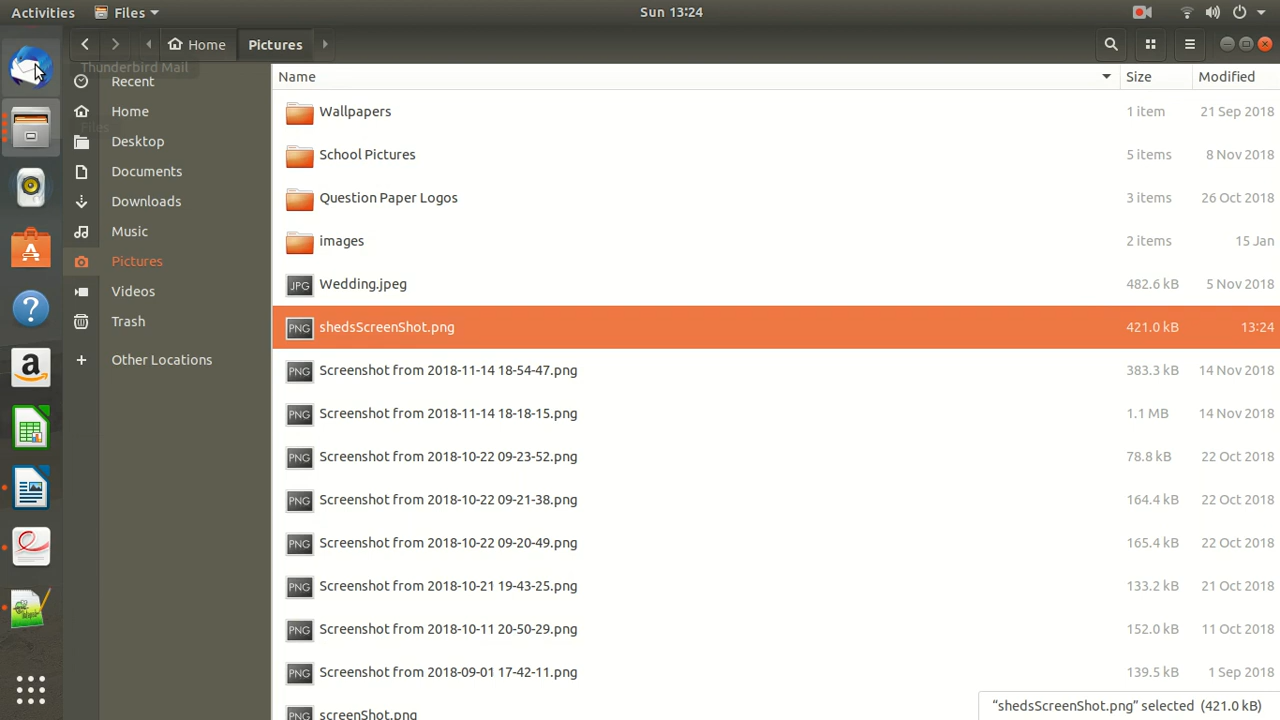 Activities Files Sun 13:24
Home Pictures
Thunderbird Mail
Files
Recent
Home
Desktop
Documents
Downloads
Music
Pictures
Videos
Trash
+ Other Locations
Name Size Modified
Wallpapers 1 item 21 Sep 2018
School Pictures 5 items 8 Nov 2018
Question Paper Logos 3 items 26 Oct 2018
images 2 items 15 Jan
JPG Wedding.jpeg 482.6 kB 5 Nov 2018
PNG shedsScreenShot.png 421.0 kB 13:24
PNG Screenshot from 2018-11-14 18-54-47.png 383.3 kB 14 Nov 2018
PNG Screenshot from 2018-11-14 18-18-15.png 1.1 MB 14 Nov 2018
PNG Screenshot from 2018-10-22 09-23-52.png 78.8 kB 22 Oct 2018
PNG Screenshot from 2018-10-22 09-21-38.png 164.4 kB 22 Oct 2018
PNG Screenshot from 2018-10-22 09-20-49.png 165.4 kB 22 Oct 2018
PNG Screenshot from 2018-10-21 19-43-25.png 133.2 kB 21 Oct 2018
PNG Screenshot from 2018-10-11 20-50-29.png 152.0 kB 11 Oct 2018
PNG Screenshot from 2018-09-01 17-42-11.png 139.5 kB 1 Sep 2018
PNG screenShot.png
"shedsScreenShot.png" selected (421.0 kB)